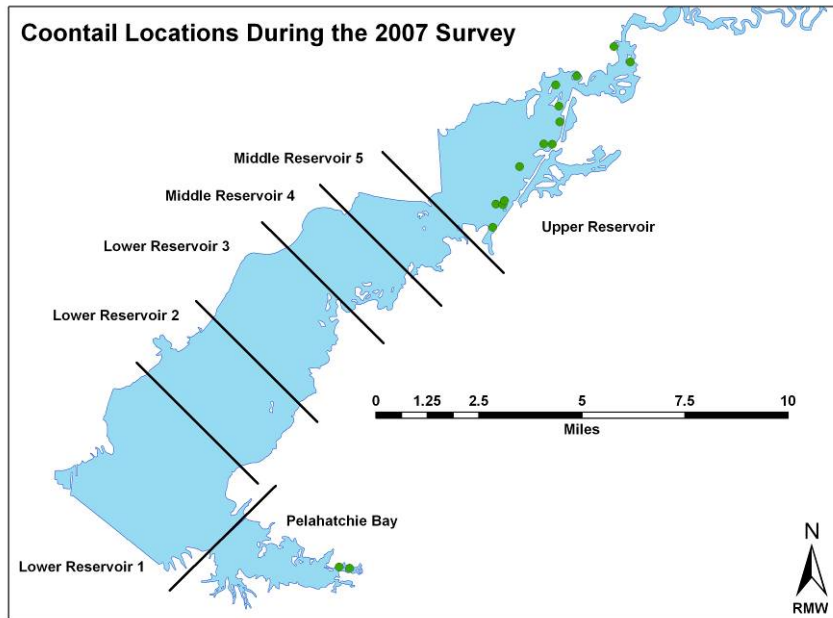 Coontail Locations During the 2007 Survey
Middle Reservoir 5
Middle Reservoir 4
Upper Reservoir
Lower Reservoir 3
Lower Reservoir 2
0 1.25 2.5 5 7.5 10
Miles
Pelahatchie Bay
Lower Reservoir 1
N
RMW